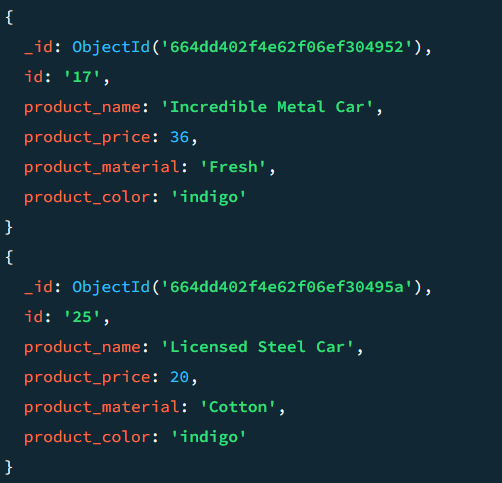 {
  _id: ObjectId('664dd402f4e62f06ef304952'),
  id: '17',
  product_name: 'Incredible Metal Car',
  product_price: 36,
  product_material: 'Fresh',
  product_color: 'indigo'
}
{
  _id: ObjectId('664dd402f4e62f06ef30495a'),
  id: '25',
  product_name: 'Licensed Steel Car',
  product_price: 20,
  product_material: 'Cotton',
  product_color: 'indigo'
}